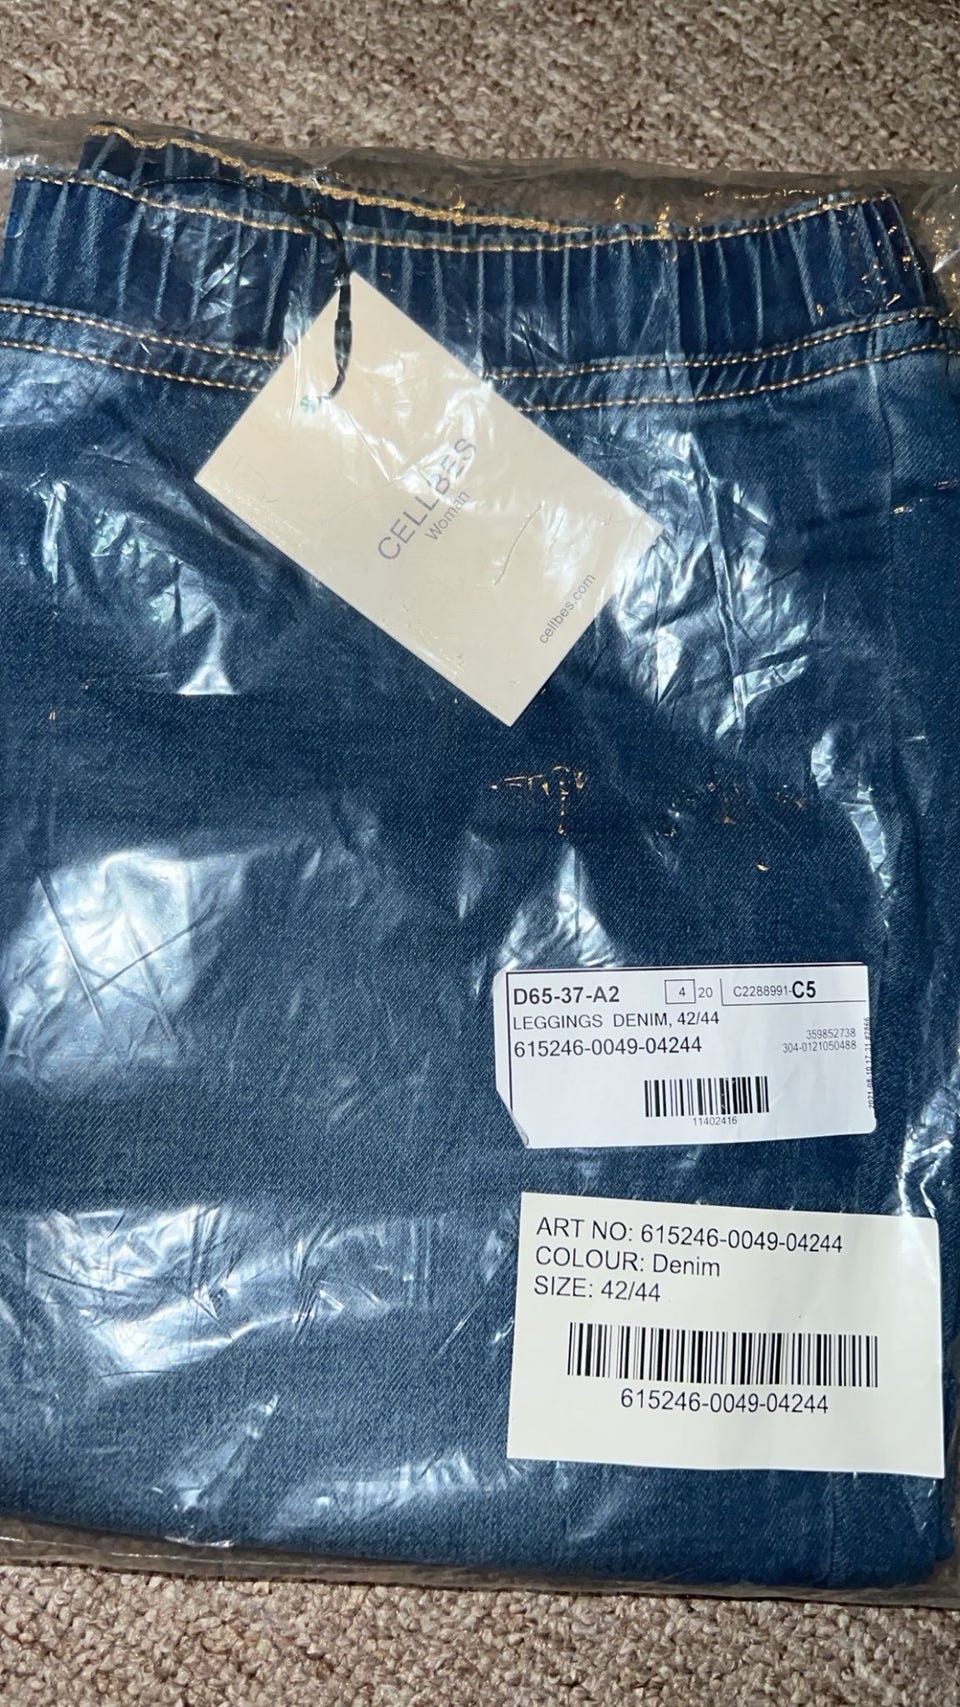 CELLBES
Woman
cellbes.com
D65-37-A2 4 20 C2288991-C5
LEGGINGS DENIM, 42/44
615246-0049-04244
359852738
304-0121050488
11402416
ART NO: 615246-0049-04244
COLOUR: Denim
SIZE: 42/44
615246-0049-04244